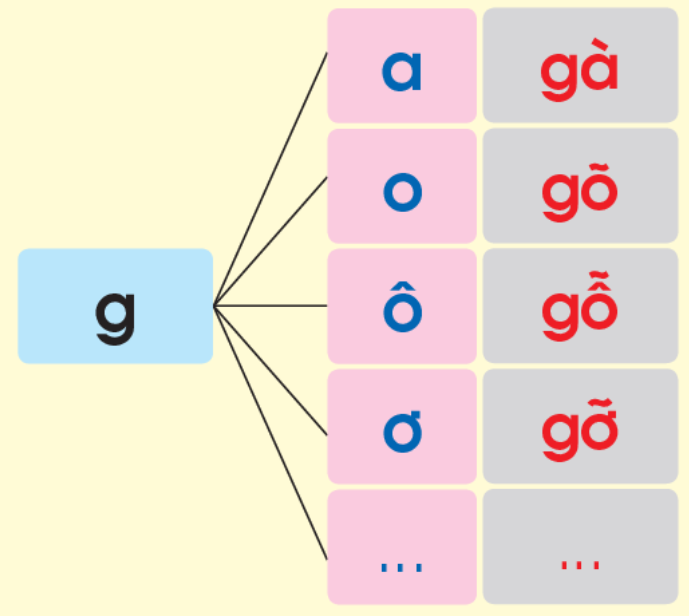 a gà
o gõ
g ô gỗ
ơ gỡ
... ...